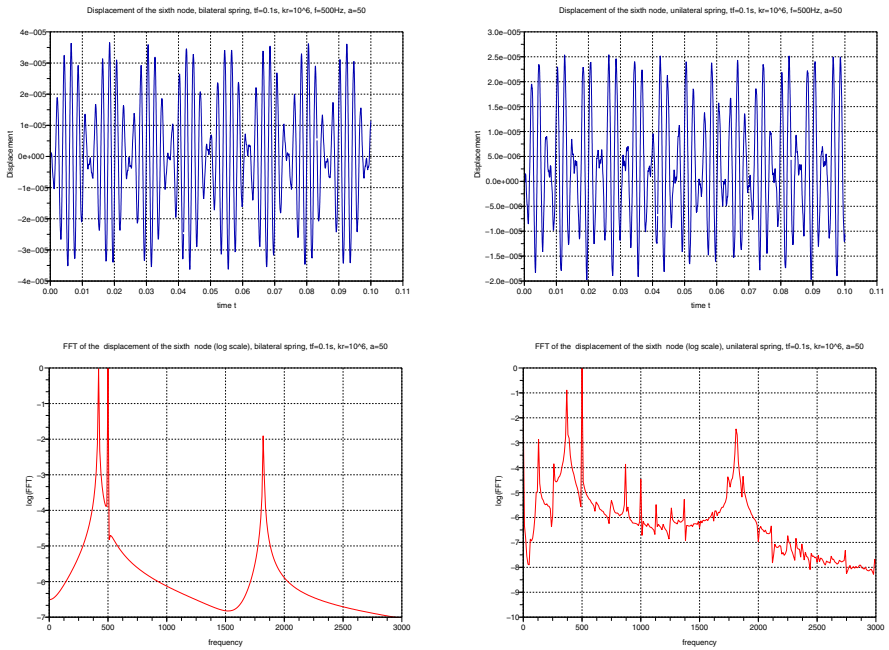 Displacement of the sixth node, bilateral spring, tf=0.1s, kr=10^6, f=500Hz, a=50
4e-005
3e-005
2e-005
1e-005
0e+000
-1e-005
-2e-005
-3e-005
-4e-005
Displacement
0.00 0.01 0.02 0.03 0.04 0.05 0.06 0.07 0.08 0.09 0.10 0.11
time t
Displacement of the sixth node, unilateral spring, tf=0.1s, kr=10^6, f=500Hz, a=50
3.0e-005
2.5e-005
2.0e-005
1.5e-005
1.0e-005
5.0e-006
0.0e+000
-5.0e-006
-1.0e-005
-1.5e-005
-2.0e-005
Displacement
0.00 0.01 0.02 0.03 0.04 0.05 0.06 0.07 0.08 0.09 0.10 0.11
time t
FFT of the displacement of the sixth node (log scale), bilateral spring, tf=0.1s, kr=10^6, a=50
0
-1
-2
-3
-4
-5
-6
-7
log(FFT)
0 500 1000 1500 2000 2500 3000
frequency
FFT of the displacement of the sixth node (log scale), unilateral spring, tf=0.1s, kr=10^6, a=50
0
-1
-2
-3
-4
-5
-6
-7
-8
-9
-10
log(FFT)
0 500 1000 1500 2000 2500 3000
frequency